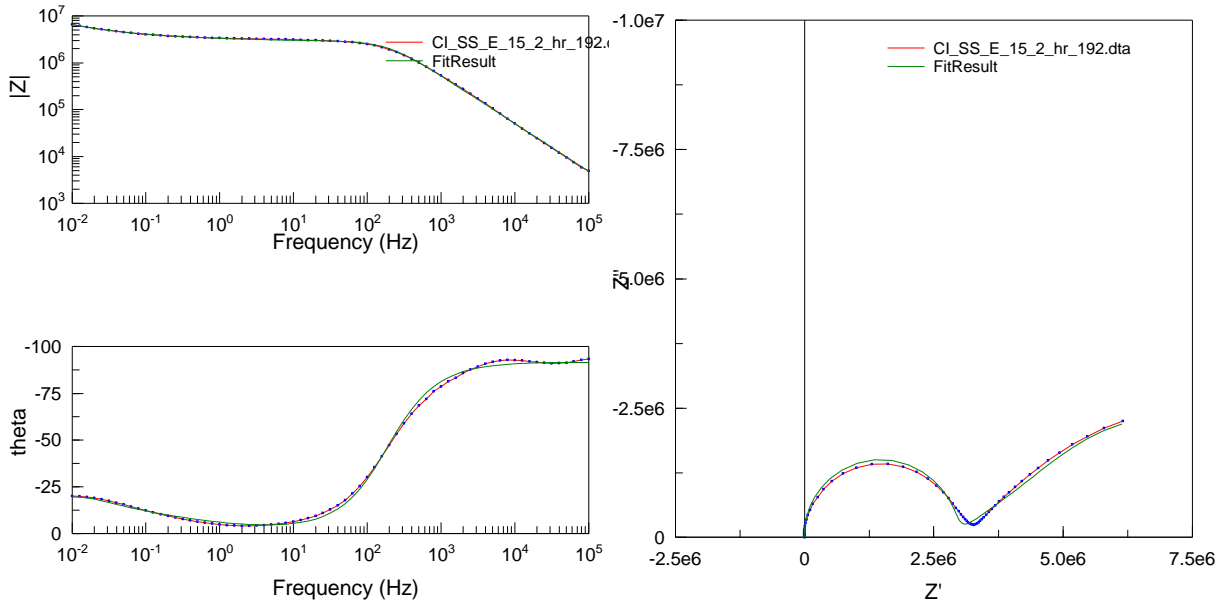 10^7
10^6
10^5
10^4
10^3
|Z|
CI_SS_E_15_2_hr_192.
FitResult
10^-2 10^-1 10^0 10^1 10^2 10^3 10^4 10^5
Frequency (Hz)
-100
-75
-50
-25
0
theta
10^-2 10^-1 10^0 10^1 10^2 10^3 10^4 10^5
Frequency (Hz)
-1.0e7
-7.5e6
-5.0e6
-2.5e6
0
Z"
CI_SS_E_15_2_hr_192.dta
FitResult
-2.5e6 0 2.5e6 5.0e6 7.5e6
Z'